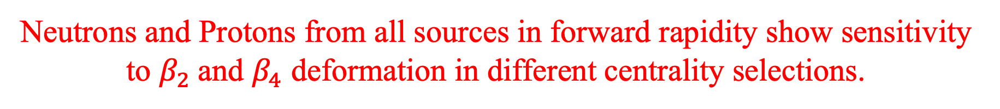 Neutrons and Protons from all sources in forward rapidity show sensitivity
to β₂ and β₄ deformation in different centrality selections.